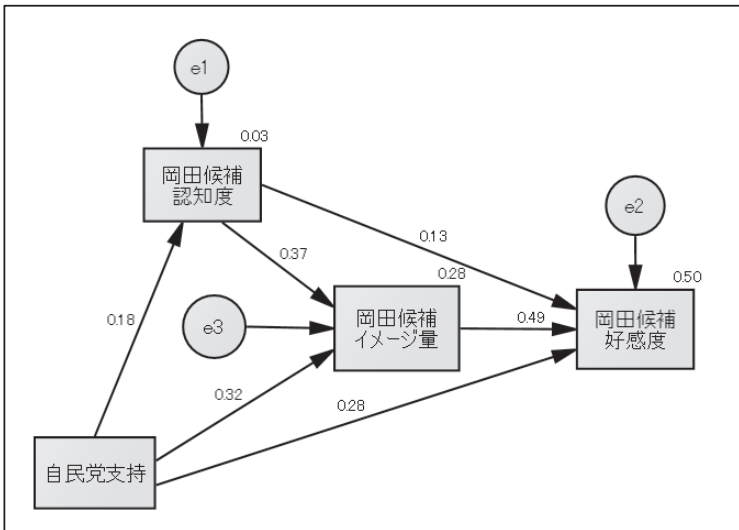 e1
0.03
岡田候補
認知度
e2
0.13
0.37
0.28
0.50
0.18
e3
岡田候補
イメージ量
0.49
岡田候補
好感度
0.32
0.28
自民党支持